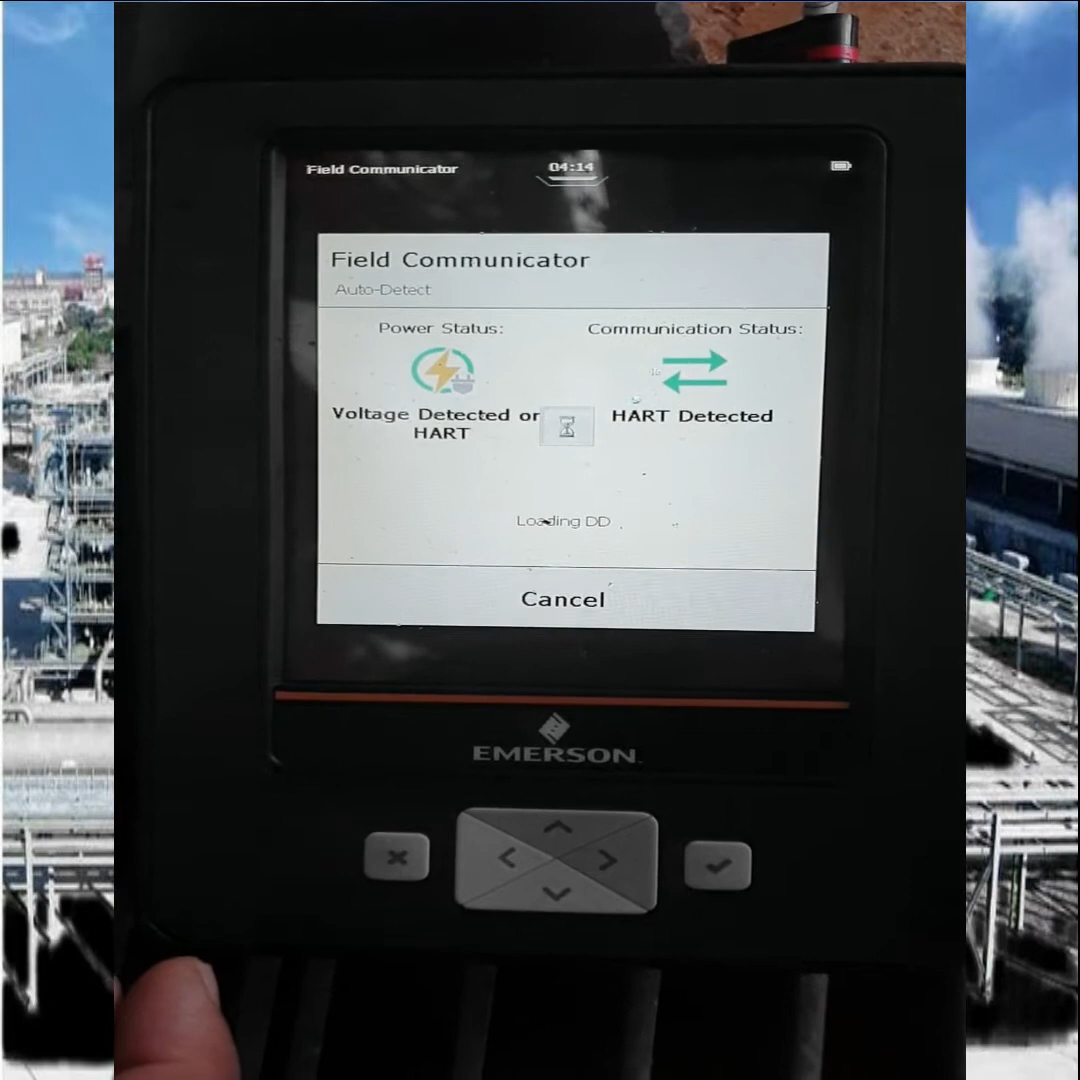 Field Communicator
04:14
Field Communicator
Auto-Detect
Power Status:
Communication Status:
Voltage Detected or
HART
HART Detected
Loading DD
Cancel
EMERSON